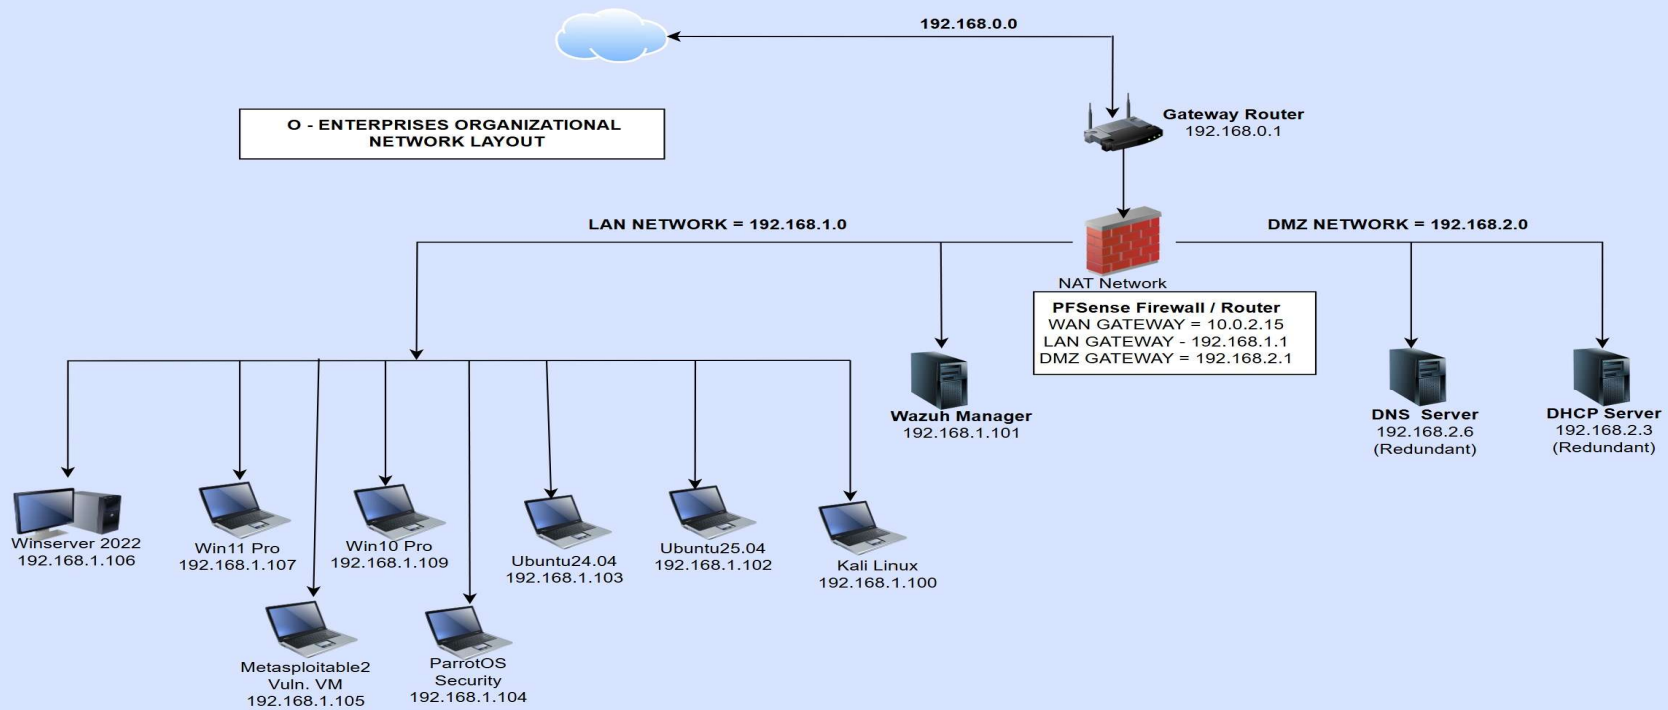 192.168.0.0
Gateway Router
192.168.0.1
O - ENTERPRISES ORGANIZATIONAL
NETWORK LAYOUT
LAN NETWORK = 192.168.1.0
DMZ NETWORK = 192.168.2.0
NAT Network
PFSense Firewall / Router
WAN GATEWAY = 10.0.2.15
LAN GATEWAY - 192.168.1.1
DMZ GATEWAY = 192.168.2.1
Wazuh Manager
192.168.1.101
DNS Server
192.168.2.6
(Redundant)
DHCP Server
192.168.2.3
(Redundant)
Winserver 2022
192.168.1.106
Win11 Pro
192.168.1.107
Win10 Pro
192.168.1.109
Ubuntu24.04
192.168.1.103
Ubuntu25.04
192.168.1.102
Kali Linux
192.168.1.100
Metasploitable2
Vuln. VM
192.168.1.105
ParrotOS
Security
192.168.1.104